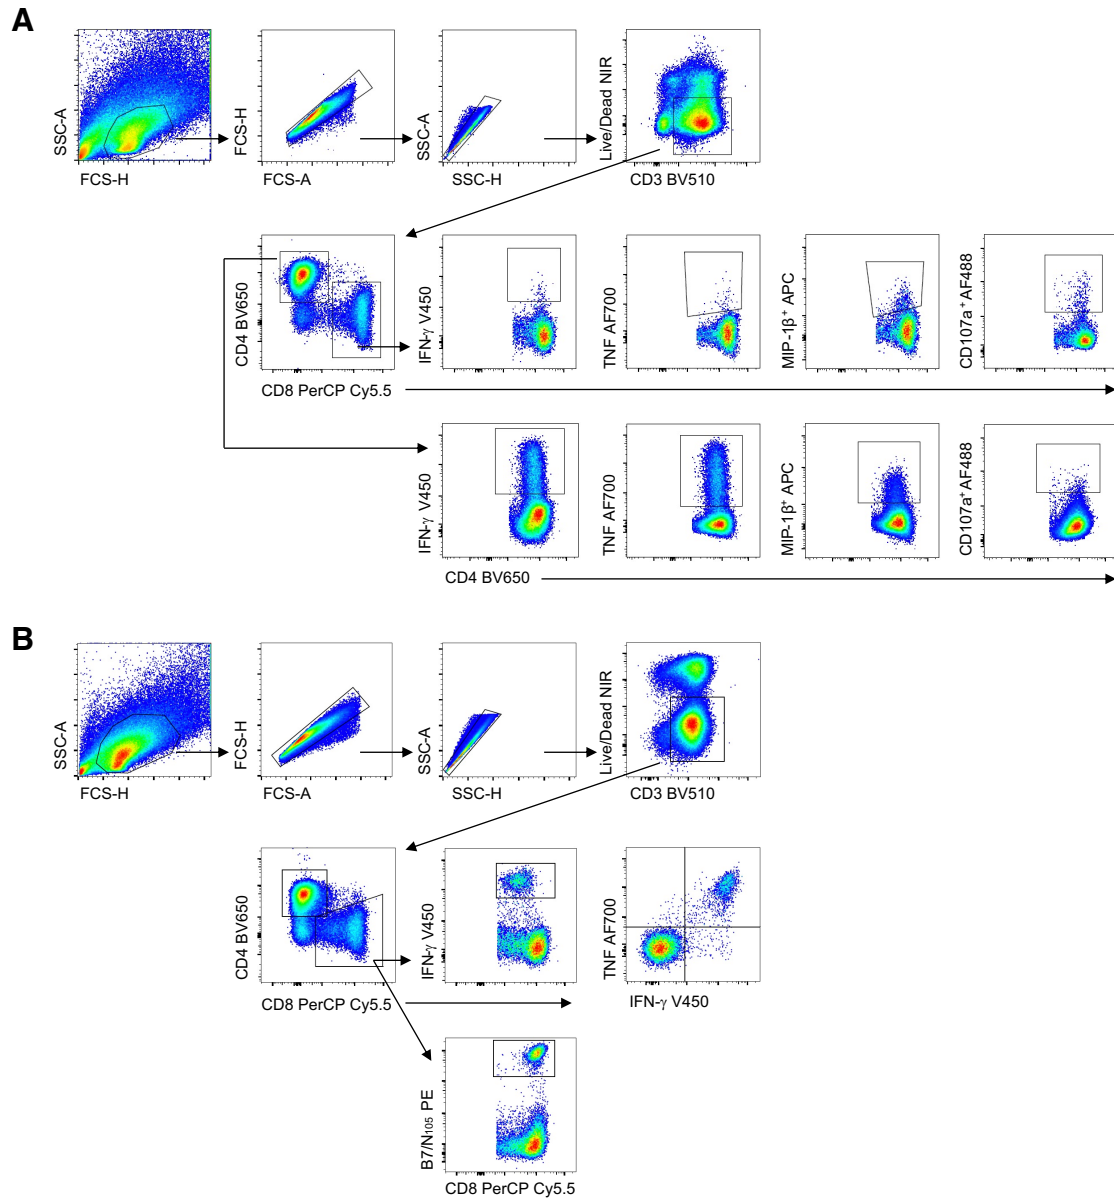 A
SSC-A
FCS-H
FCS-H
FCS-A
SSC-A
SSC-H
Live/Dead NIR
CD3 BV510
CD4 BV650
CD8 PerCP Cy5.5
IFN-γ V450
TNF AF700
MIP-1β⁺ APC
CD107a⁺ AF488
IFN-γ V450
TNF AF700
MIP-1β⁺ APC
CD107a⁺ AF488
CD4 BV650
B
SSC-A
FCS-H
FCS-H
FCS-A
SSC-A
SSC-H
Live/Dead NIR
CD3 BV510
CD4 BV650
CD8 PerCP Cy5.5
IFN-γ V450
TNF AF700
IFN-γ V450
B7/N₁₀₅ PE
CD8 PerCP Cy5.5